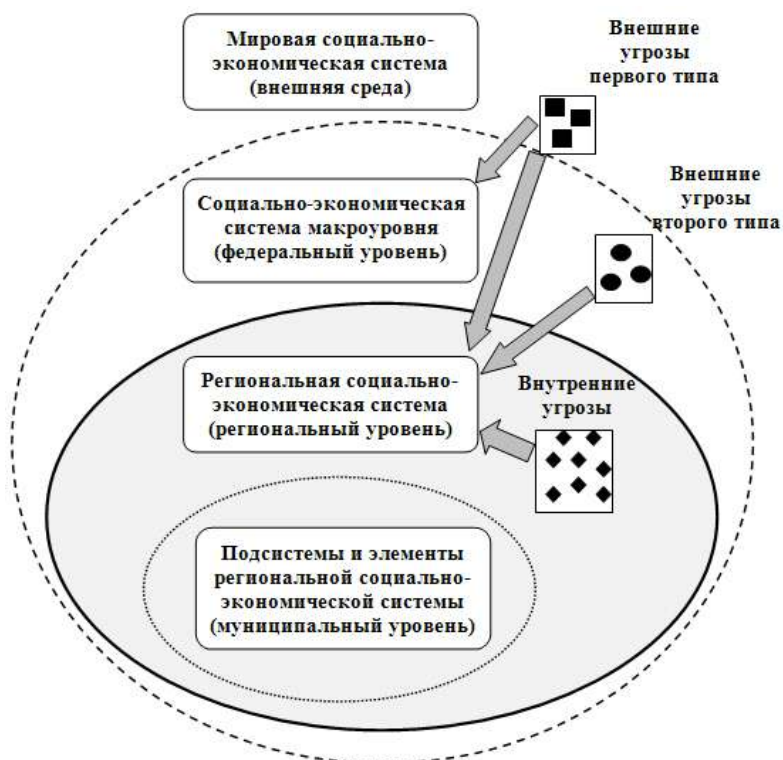 Мировая социально-
экономическая система
(внешняя среда)
Внешние
угрозы
первого типа
Социально-экономическая
система макроуровня
(федеральный уровень)
Внешние
угрозы
второго типа
Региональная социально-
экономическая система
(региональный уровень)
Внутренние
угрозы
Подсистемы и элементы
региональной социально-
экономической системы
(муниципальный уровень)